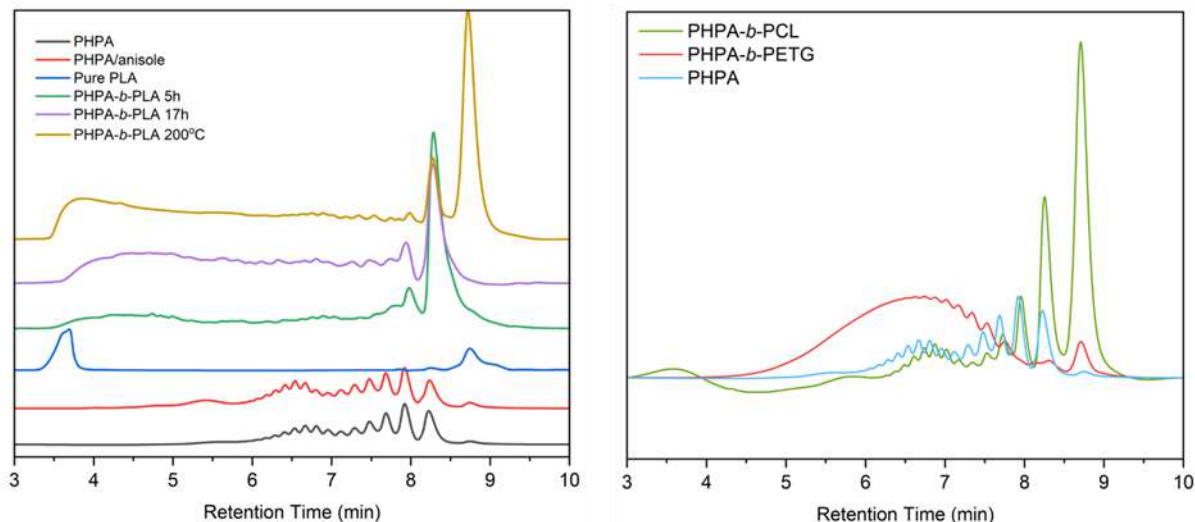 PHPA
PHPA/anisole
Pure PLA
PHPA-b-PLA 5h
PHPA-b-PLA 17h
PHPA-b-PLA 200°C
3 4 5 6 7 8 9 10
Retention Time (min)
PHPA-b-PCL
PHPA-b-PETG
PHPA
3 4 5 6 7 8 9 10
Retention Time (min)